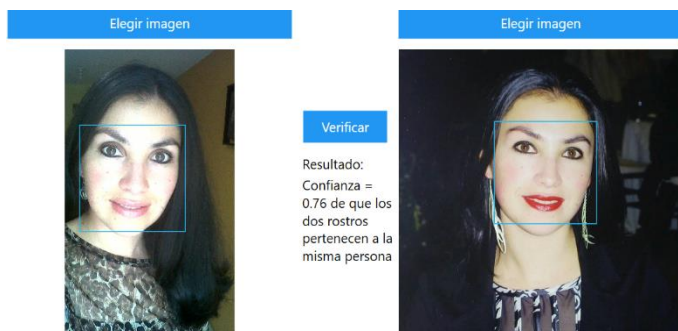 Elegir imagen
Elegir imagen
Verificar
Resultado:
Confianza =
0.76 de que los
dos rostros
pertenecen a la
misma persona